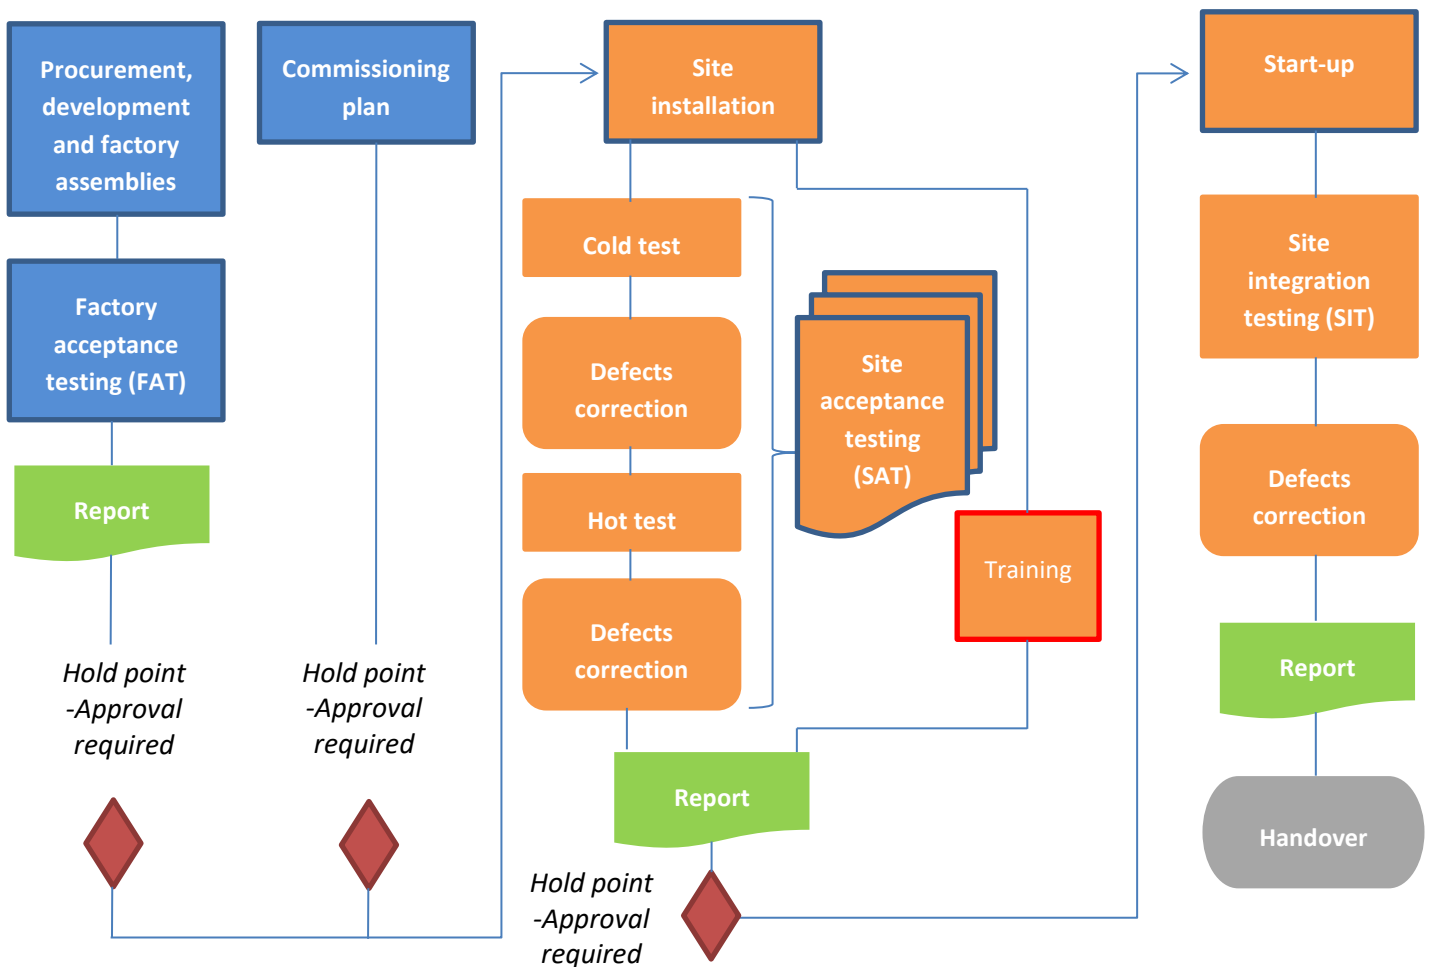 Procurement,
development
and factory
assemblies
Factory
acceptance
testing (FAT)
Report
Hold point
-Approval
required
Commissioning
plan
Hold point
-Approval
required
Site
installation
Cold test
Defects
correction
Hot test
Defects
correction
Site
acceptance
testing
(SAT)
Training
Report
Hold point
-Approval
required
Start-up
Site
integration
testing (SIT)
Defects
correction
Report
Handover